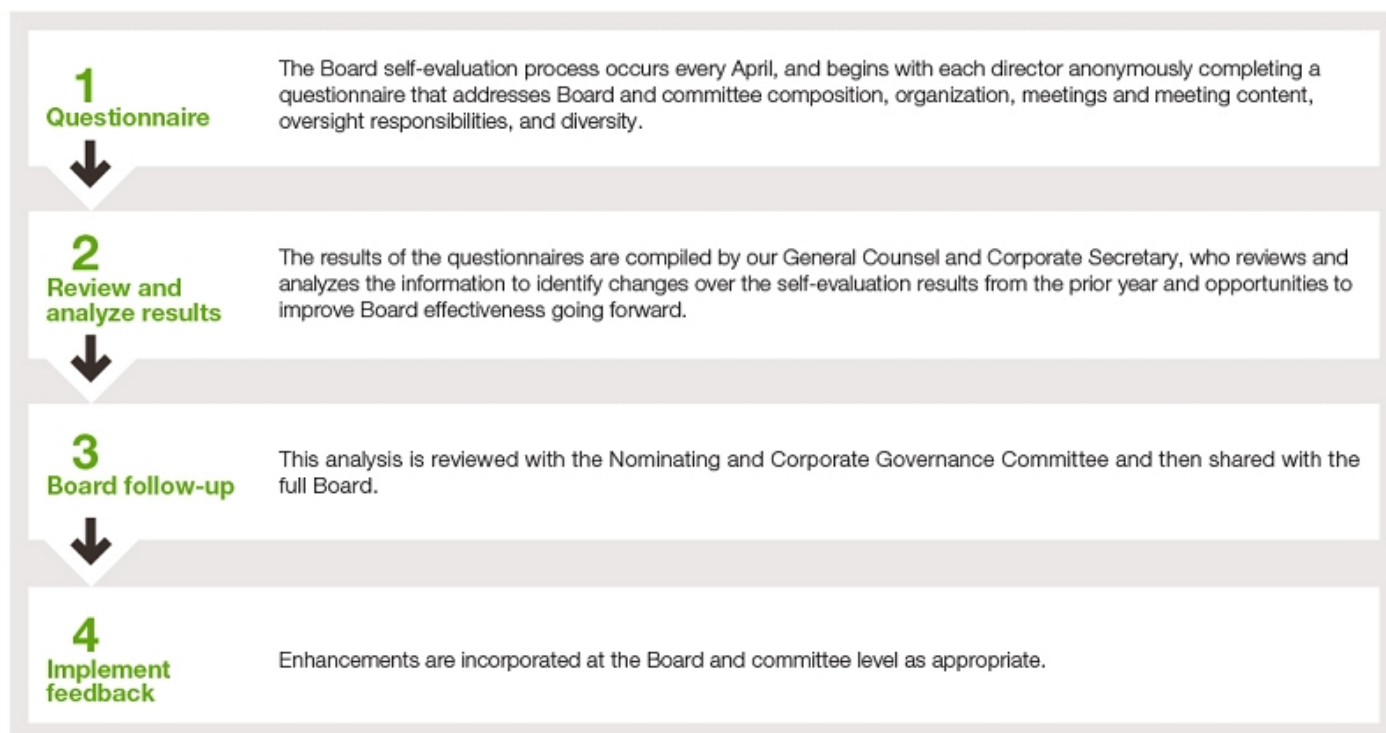 1
Questionnaire
The Board self-evaluation process occurs every April, and begins with each director anonymously completing a
questionnaire that addresses Board and committee composition, organization, meetings and meeting content,
oversight responsibilities, and diversity.
2
Review and
analyze results
The results of the questionnaires are compiled by our General Counsel and Corporate Secretary, who reviews and
analyzes the information to identify changes over the self-evaluation results from the prior year and opportunities to
improve Board effectiveness going forward.
3
Board follow-up
This analysis is reviewed with the Nominating and Corporate Governance Committee and then shared with the
full Board.
4
Implement
feedback
Enhancements are incorporated at the Board and committee level as appropriate.